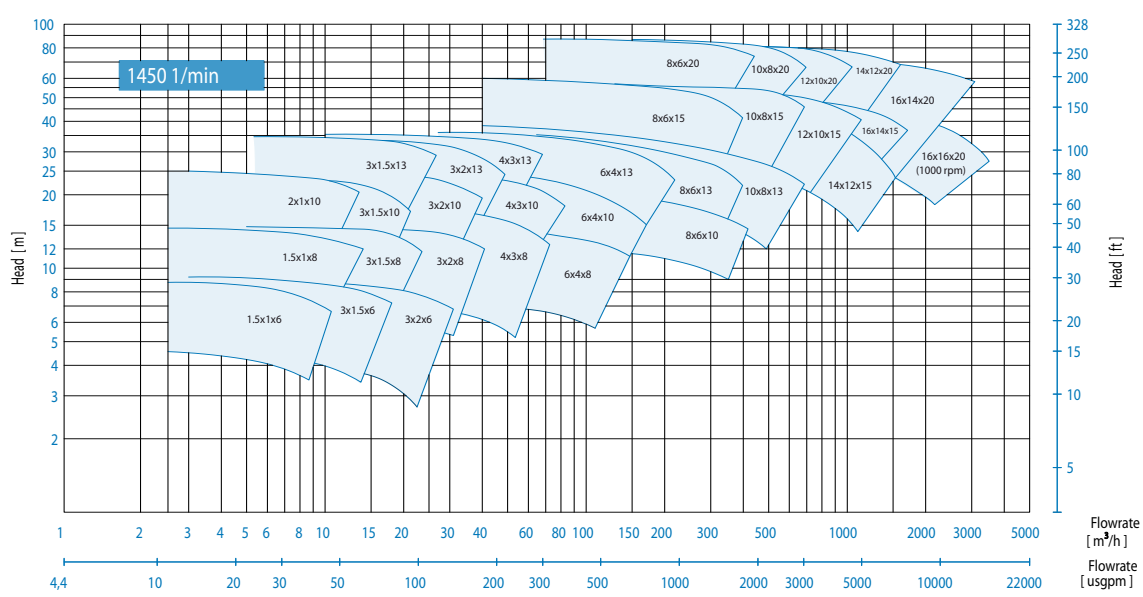 1450 1/min
Head [m]
100
80
60
50
40
30
25
20
15
12
10
8
6
5
4
3
2
328
250
200
150
100
80
60
50
40
30
20
15
10
5
Head [ft]
8x6x20
10x8x20
12x10x20
14x12x20
16x14x20
8x6x15
10x8x15
12x10x15
16x14x15
16x16x20
(1000 rpm)
3x1.5x13
3x2x13
4x3x13
6x4x13
8x6x13
10x8x13
14x12x15
2x1x10
3x1.5x10
3x2x10
4x3x10
6x4x10
8x6x10
1.5x1x8
3x1.5x8
3x2x8
4x3x8
6x4x8
1.5x1x6
3x1.5x6
3x2x6
1 2 3 4 5 6 8 10 15 20 30 40 60 80 100 150 200 300 500 1000 2000 3000 5000
Flowrate
[m³/h]
4,4 10 20 30 50 100 200 300 500 1000 2000 3000 5000 10000 22000
Flowrate
[usgpm]